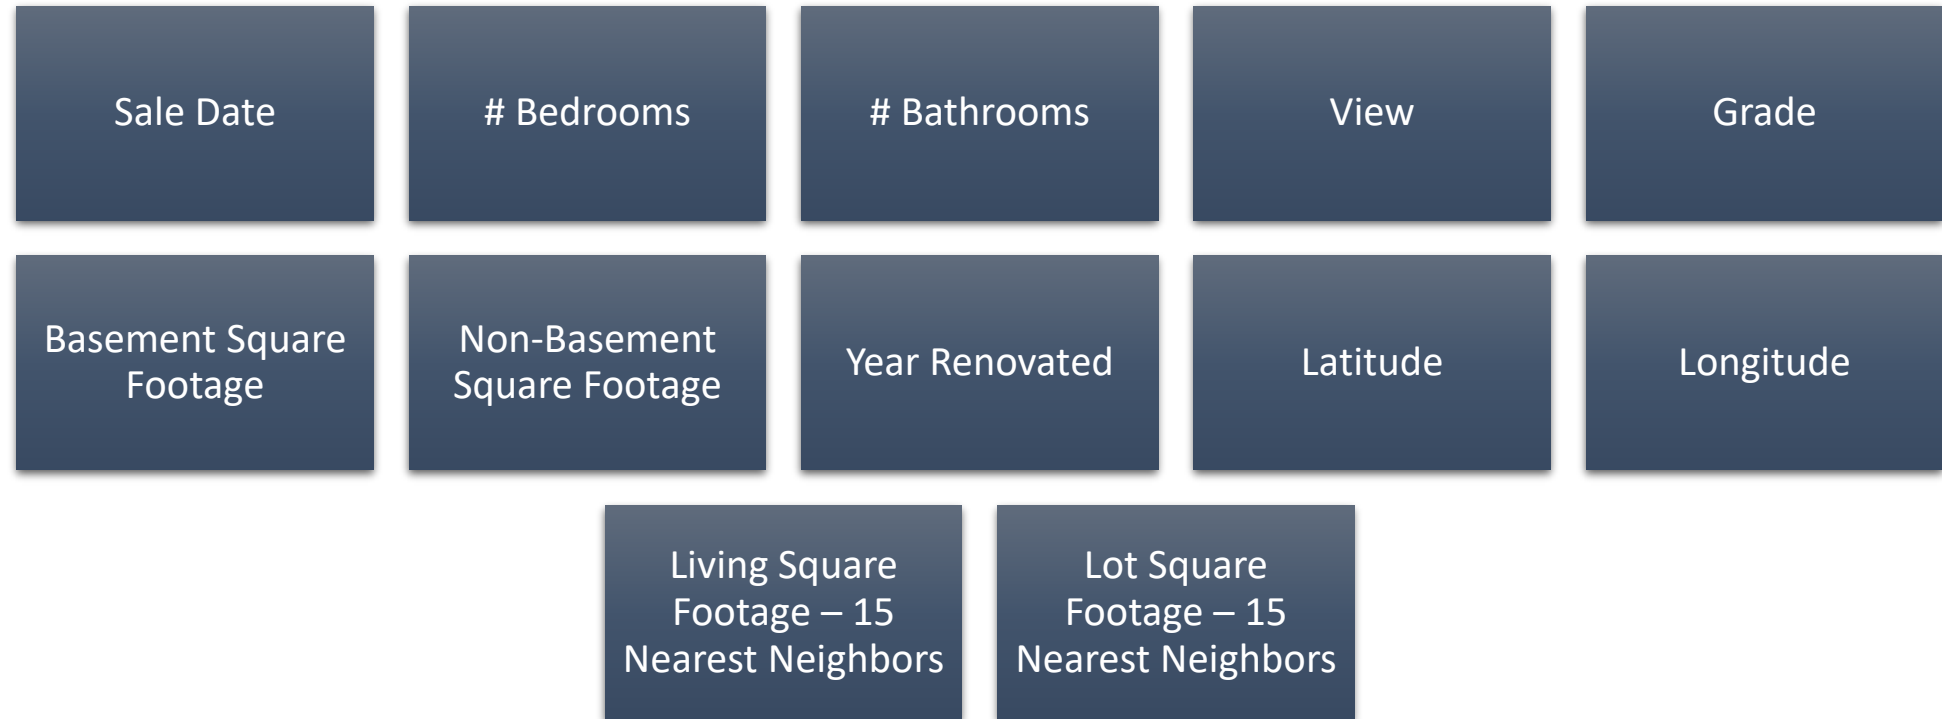 Sale Date
# Bedrooms
# Bathrooms
View
Grade
Basement Square
Footage
Non-Basement
Square Footage
Year Renovated
Latitude
Longitude
Living Square
Footage – 15
Nearest Neighbors
Lot Square
Footage – 15
Nearest Neighbors